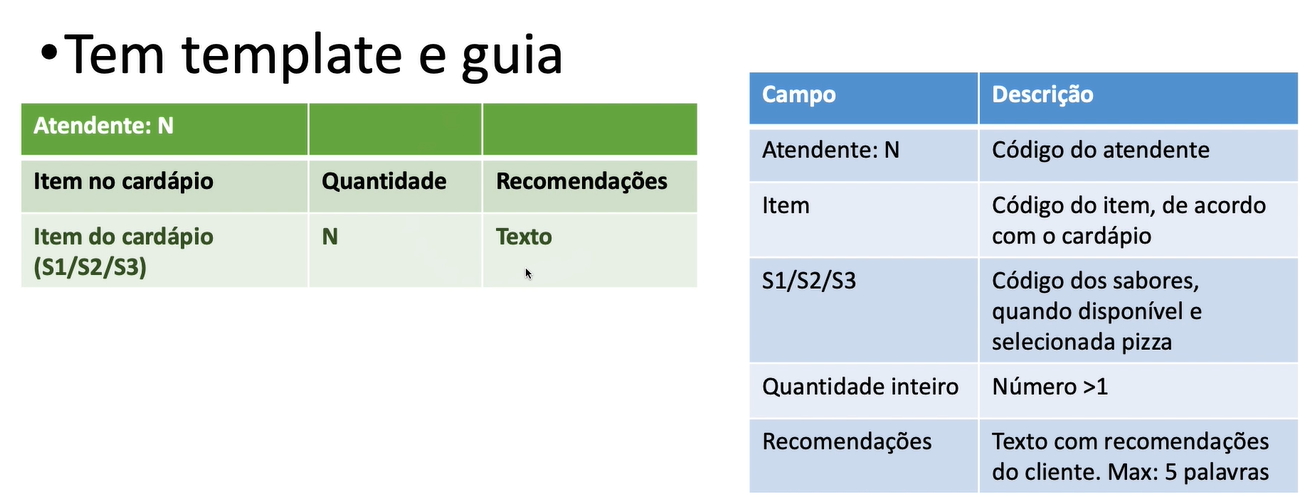 •Tem template e guia
Atendente: N
Item no cardápio Quantidade Recomendações
Item do cardápio N Texto
(S1/S2/S3)
Campo Descrição
Atendente: N Código do atendente
Item Código do item, de acordo
com o cardápio
S1/S2/S3 Código dos sabores,
quando disponível e
selecionada pizza
Quantidade inteiro Número >1
Recomendações Texto com recomendações
do cliente. Max: 5 palavras